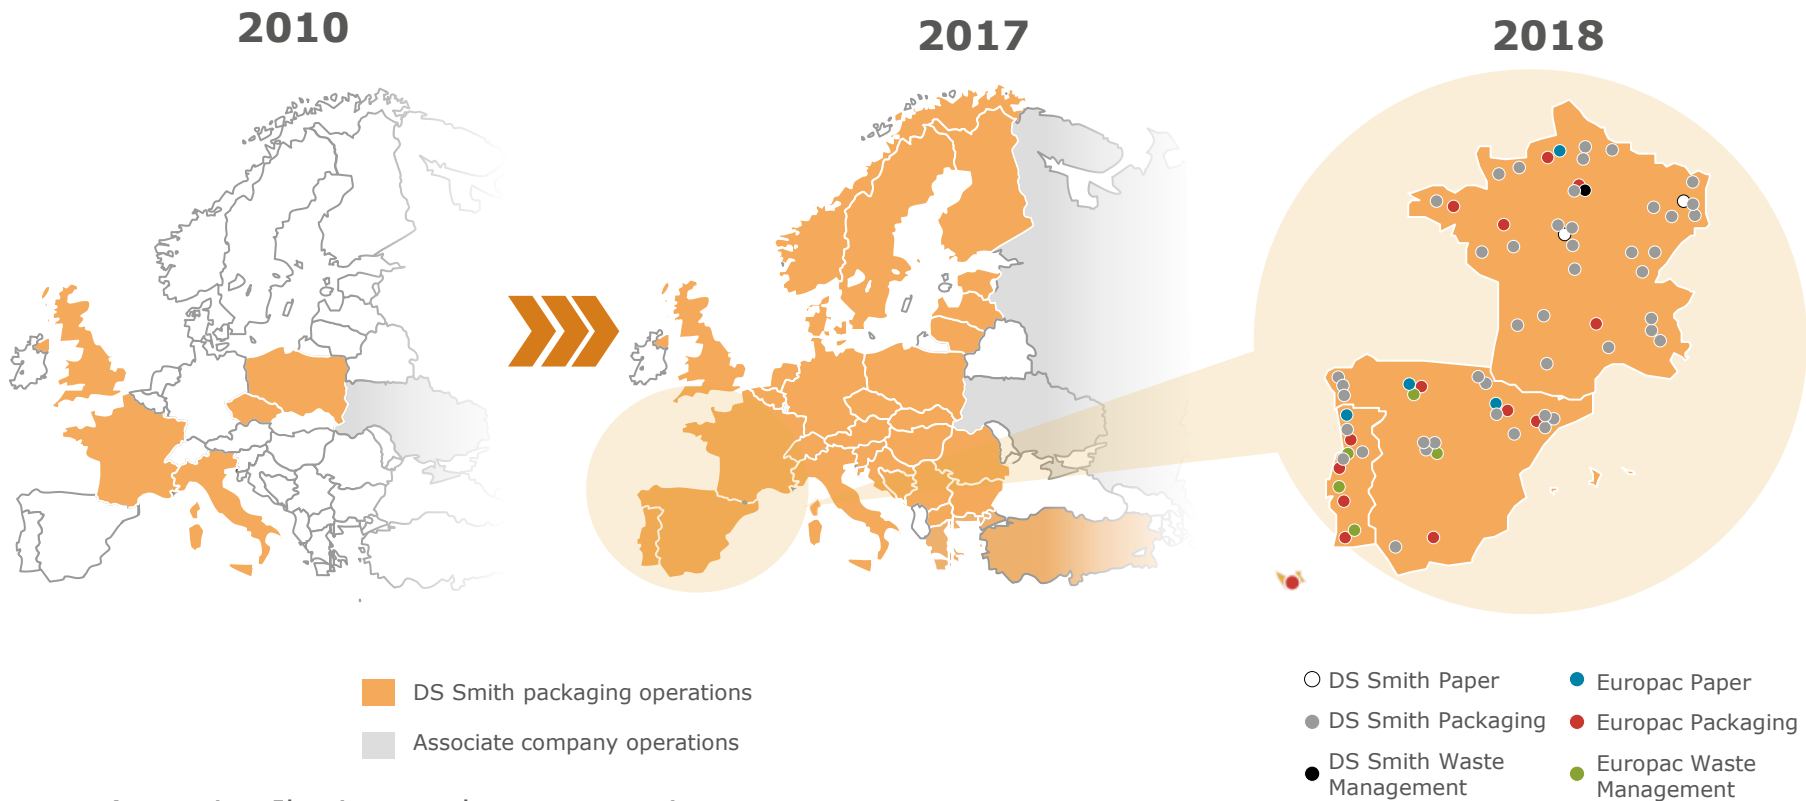 2010
2017
2018
DS Smith packaging operations
Associate company operations
DS Smith Paper
DS Smith Packaging
DS Smith Waste
Management
Europac Paper
Europac Packaging
Europac Waste
Management